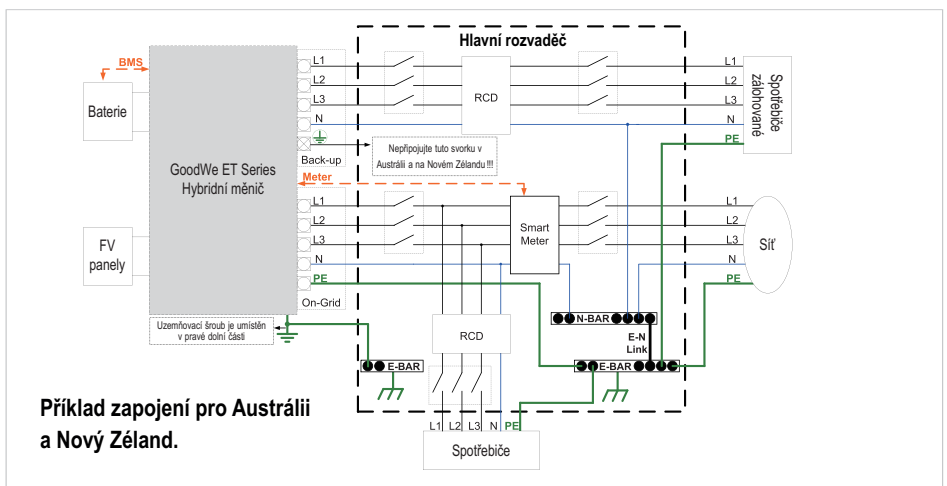 Hlavní rozvaděč
BMS
Baterie
GoodWe ET Series
Hybridní měnič
FV
panely
L1
L2
L3
N
Back-up
RCD
Nepřipojujte tuto svorku v
Austrálii a na Novém Zélandu !!!
L1
L2
L3
N
PE
Spotřebiče
zálohované
Meter
L1
L2
L3
N
PE
On-Grid
Smart
Meter
L1
L2
L3
N
PE
Síť
Uzemňovací šroub je umístěn
v pravé dolní části
RCD
N-BAR
E-N
Link
E-BAR
E-BAR
L1 L2 L3 N PE
Spotřebiče
Příklad zapojení pro Austrálii
a Nový Zéland.